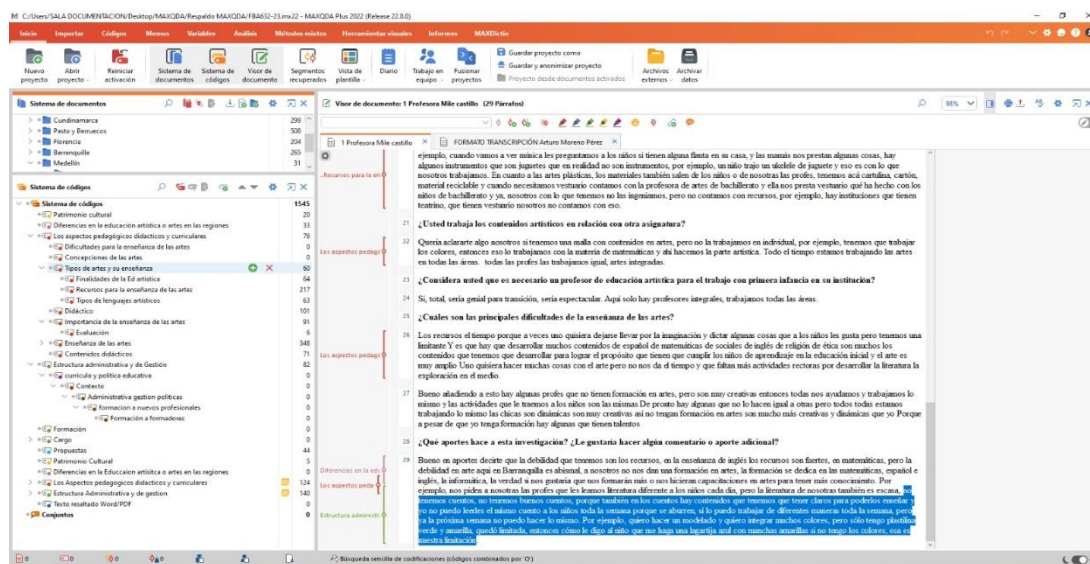 C:/Users/SALA DOCUMENTACION/Desktop/MAXQDA/Respaldo MAXQDA/FBA632-23.mx22 - MAXQDA Plus 2022 (Release 22.8.0)
Inicio Importar Códigos Memos Variables Análisis Métodos mixtos Herramientas visuales Informes MAXDictio
Nuevo proyecto
Abrir proyecto
Reiniciar activación
Sistema de documentos
Sistema de códigos
Visor de documento
Segmentos recuperados
Vista de plantilla
Diario
Trabajo en equipo
Fusionar proyectos
Guardar proyecto como
Guardar y anonimizar proyecto
Proyecto desde documentos activados
Archivos externos
Archivar datos
Sistema de documentos
Cundinamarca 299
Pasto y Berruecos 508
Florencia 204
Barranquilla 265
Medellín 31
Sistema de códigos
Sistema de códigos 1545
Patrimonio cultural 20
Diferencias en la educación artística o artes en las regiones 33
Los aspectos pedagógicos didacticos y curriculares 76
Dificultades para la enseñanza de las artes 0
Concepciones de las artes 0
Tipos de artes y su enseñanza 60
Finalidades de la Ed artística 64
Recursos para la enseñanza de las artes 217
Tipos de lenguajes artísticos 63
Didáctico 101
Importancia de la enseñanza de las artes 91
Evaluación 6
Enseñanza de las artes 348
Contenidos didácticos 71
Estructura administrativa y de Gestión 82
curriculo y política educativa 0
Contexto 0
Administrativa gestion politicas 0
formacion a nuevos profesionales 0
Formación a formadores 0
Formación 0
Cargo 0
Propuestas 44
Patrimonio Cultural 5
Diferencias en la Educcaion artisitca o artes en las regiones 0
Los Aspectos pedagogicos didacticos y curriculares 124
Estructura Administrativa y de gestion 140
Texto resaltado Word/PDF 0
Conjuntos 0
Visor de documento: 1 Profesora Mile castillo (29 Párrafos)
98%
1 Profesora Mile castillo
FORMATO TRANSCRIPCIÓN Arturo Moreno Pérez
..Recursos para la en
ejemplo, cuando vamos a ver música les preguntamos a los niños si tienen alguna flauta en su casa, y las mamás nos prestan algunas cosas, hay
algunos instrumentos que son juguetes que en realidad no son instrumentos, por ejemplo, un niño trajo un ukelele de juguete y eso es con lo que
nosotros trabajamos. En cuanto a las artes plásticas, los materiales también salen de los niños o de nosotras las profes, tenemos acá cartulina, cartón,
material reciclable y cuando necesitamos vestuario contamos con la profesora de artes de bachillerato y ella nos presta vestuario qué ha hecho con los
niños de bachillerato y ya, nosotros con lo que tenemos no las ingeniamos, pero no contamos con recursos, por ejemplo, hay instituciones que tienen
teatrino, que tienen vestuario nosotros no contamos con eso.
21 ¿Usted trabaja los contenidos artísticos en relación con otra asignatura?
Los aspectos pedagó
22 Quería aclararte algo nosotros si tenemos una malla con contenidos en artes, pero no la trabajamos en individual, por ejemplo, tenemos que trabajar
los colores, entonces eso lo trabajamos con la materia de matemáticas y ahí hacemos la parte artística. Todo el tiempo estamos trabajando las artes
en todas las áreas. todas las profes las trabajamos igual, artes integradas.
23 ¿Considera usted que es necesario un profesor de educación artística para el trabajo con primera infancia en su institución?
24 Sí, total, sería genial para transición, sería espectacular. Aquí solo hay profesores integrales, trabajamos todas las áreas.
25 ¿Cuáles son las principales dificultades de la enseñanza de las artes?
Los aspectos pedagó
26 Los recursos el tiempo porque a veces uno quisiera dejarse llevar por la imaginación y dictar algunas cosas que a los niños les gusta pero tenemos una
limitante Y es que hay que desarrollar muchos contenidos de español de matemáticas de sociales de inglés de religión de ética son muchos los
contenidos que tenemos que desarrollar para lograr el propósito que tienen que cumplir los niños de aprendizaje en la educación inicial y el arte es
muy amplio Uno quisiera hacer muchas cosas con el arte pero no nos da el tiempo y que faltan más actividades rectoras por desarrollar la literatura la
exploración en el medio.
27 Bueno añadiendo a esto hay algunas profes que no tienen formación en artes, pero son muy creativas entonces todas nos ayudamos y trabajamos lo
mismo y las actividades que le traemos a los niños son las mismas De pronto hay algunas que no lo hacen igual a otras pero todos todas estamos
trabajando lo mismo las chicas son dinámicas son muy creativas así no tengan formación en artes son mucho más creativas y dinámicas que yo Porque
a pesar de que yo tenga formación hay algunas que tienen talentos
28 ¿Qué aportes hace a esta investigación? ¿Le gustaría hacer algún comentario o aporte adicional?
Diferencias en la edu
Los aspectos peda
Estructura administr
29 Bueno en aportes decirte que la debilidad que tenemos son los recursos, en la enseñanza de inglés los recursos son fuertes, en matemáticas, pero la
debilidad en arte aquí en Barranquilla es abismal, a nosotros no nos dan una formación en artes, la formación se dedica en las matemáticas, español e
inglés, la informática, la verdad si nos gustaría que nos formarán más o nos hicieran capacitaciones en artes para tener más conocimiento. Por
ejemplo, nos piden a nosotras las profes que les leamos literatura diferente a los niños cada día, pero la literatura de nosotras también es escasa, no
tenemos cuentos, no tenemos buenos cuentos, porque también en los cuentos hay contenidos que tenemos que tener claros para poderlos enseñar y
yo no puedo leerles el mismo cuento a los niños toda la semana porque se aburren, si lo puedo trabajar de diferentes maneras toda la semana, pero
ya la próxima semana no puedo hacer lo mismo. Por ejemplo, quiero hacer un modelado y quiero integrar muchos colores, pero sólo tengo plastilina
verde y amarilla, quedó limitada, entonces cómo le digo al niño que me haga una lagartija azul con manchas amarillas si no tengo los colores, esa es
nuestra limitación
Búsqueda sencilla de codificaciones (códigos combinados por 'O')